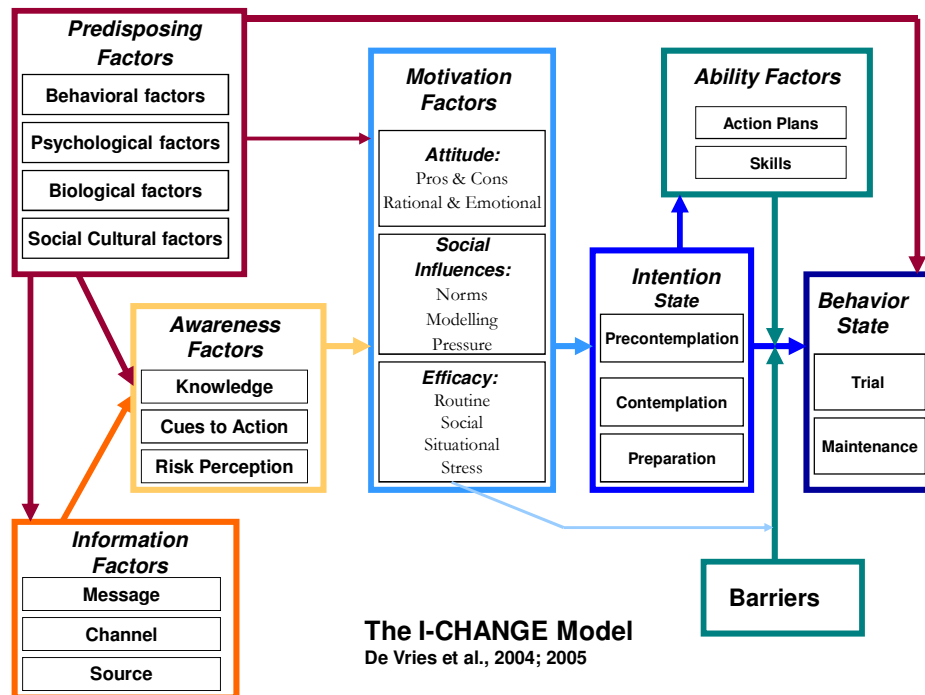 Predisposing
Factors
Behavioral factors
Psychological factors
Biological factors
Social Cultural factors
Awareness
Factors
Knowledge
Cues to Action
Risk Perception
Information
Factors
Message
Channel
Source
Motivation
Factors
Attitude:
Pros & Cons
Rational & Emotional
Social
Influences:
Norms
Modelling
Pressure
Efficacy:
Routine
Social
Situational
Stress
Ability Factors
Action Plans
Skills
Intention
State
Precontemplation
Contemplation
Preparation
Behavior
State
Trial
Maintenance
Barriers
The I-CHANGE Model
De Vries et al., 2004; 2005